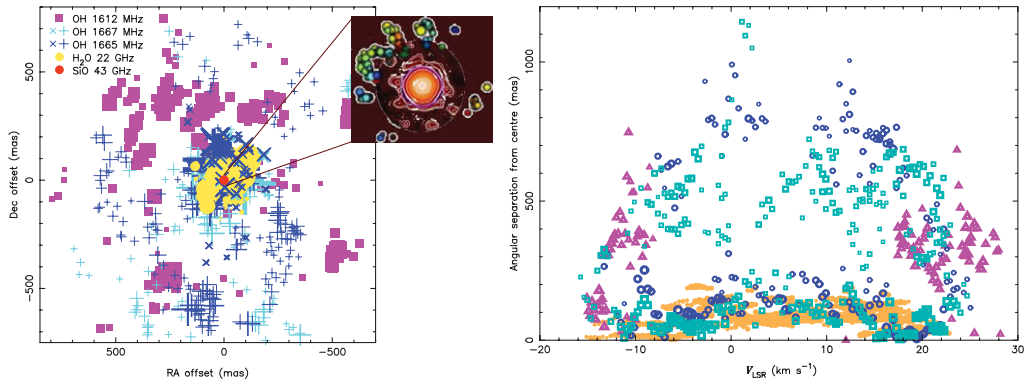 OH 1612 MHz
OH 1667 MHz
OH 1665 MHz
H₂O 22 GHz
SiO 43 GHz
500
0
−500
Dec offset (mas)
500
0
−500
RA offset (mas)
1000
500
0
Angular separation from centre (mas)
−20
−10
0
10
20
30
V_LSR (km s⁻¹)